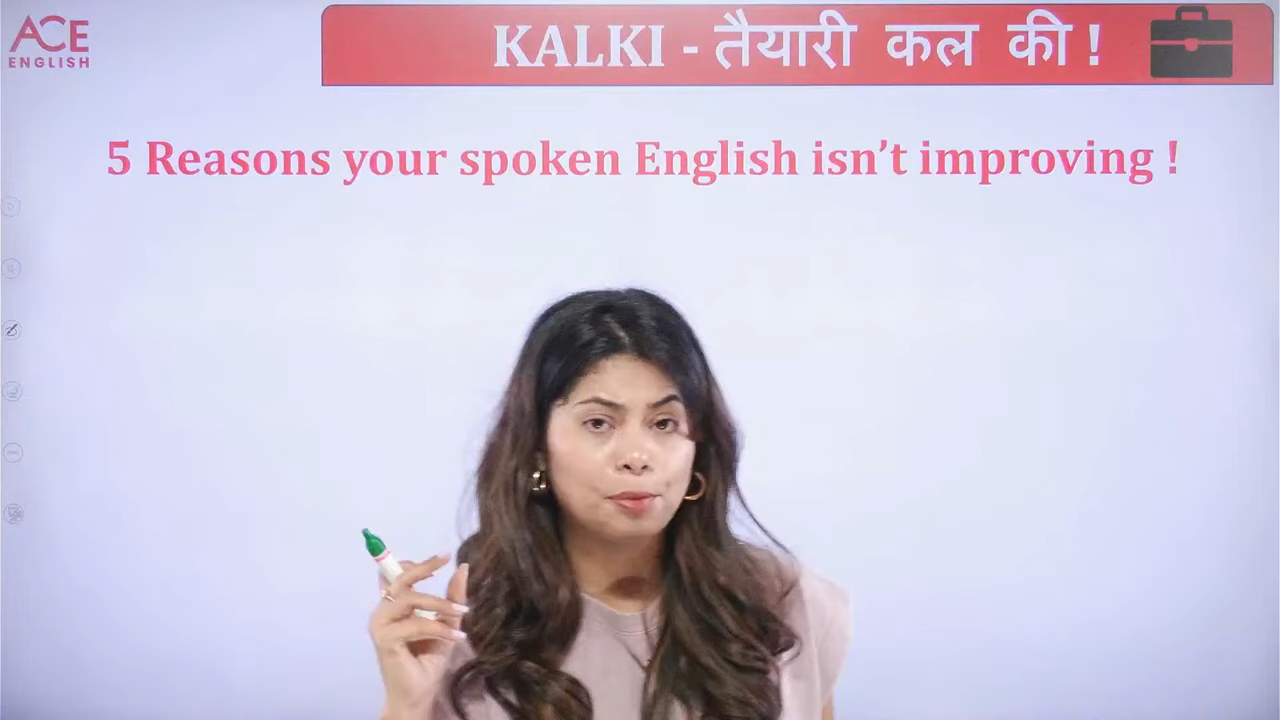 ACE
ENGLISH
KALKI - तैयारी कल की !
5 Reasons your spoken English isn't improving !